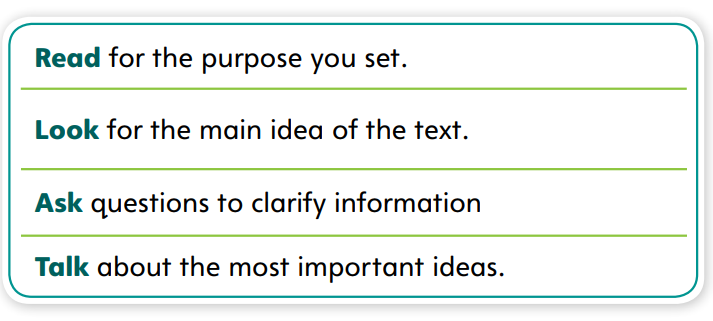 Read for the purpose you set.
Look for the main idea of the text.
Ask questions to clarify information
Talk about the most important ideas.